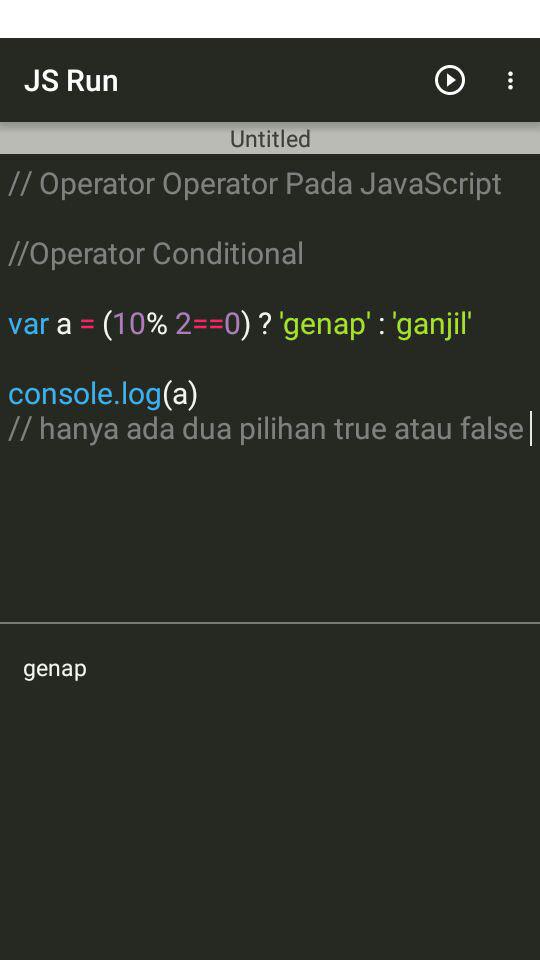 JS Run
Untitled
// Operator Operator Pada JavaScript
//Operator Conditional
var a = (10% 2==0) ? 'genap' : 'ganjil'
console.log(a)
// hanya ada dua pilihan true atau false
genap